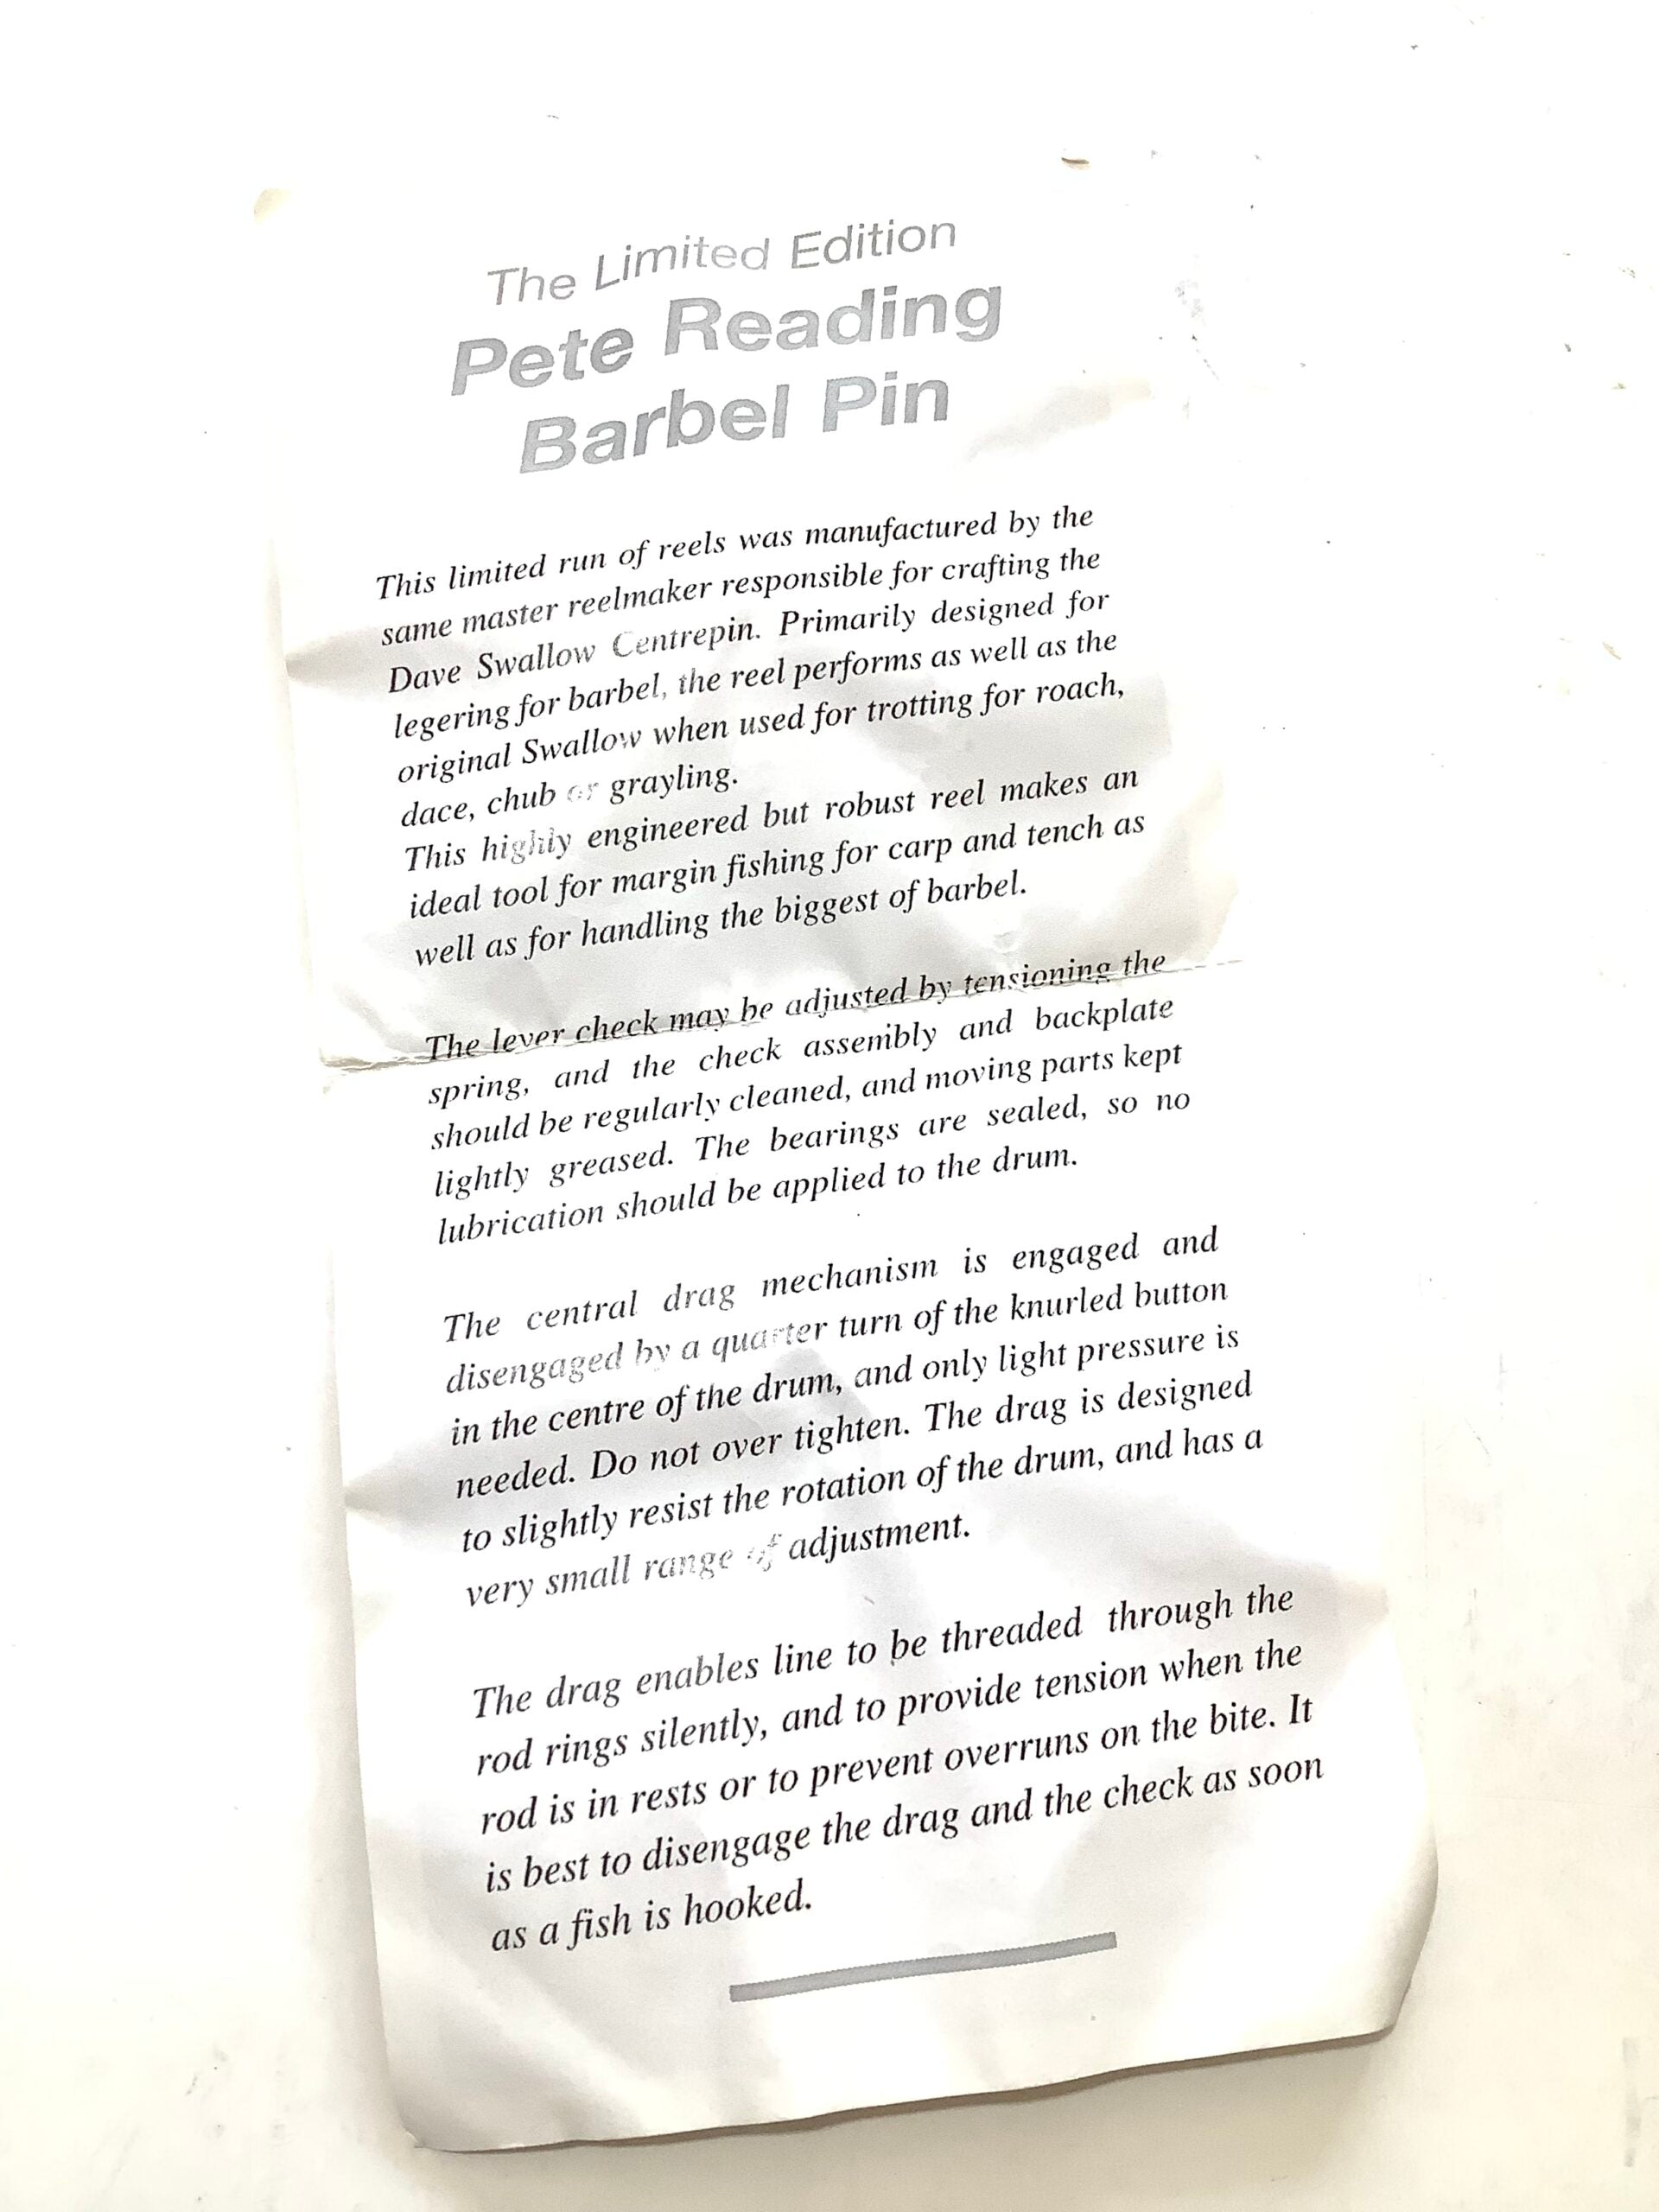 The Limited Edition
Pete Reading
Barbel Pin
This limited run of reels was manufactured by the
same master reelmaker responsible for crafting the
Dave Swallow Centrepin. Primarily designed for
legering for barbel, the reel performs as well as the
original Swallow when used for trotting for roach,
dace, chub or grayling.
This highly engineered but robust reel makes an
ideal tool for margin fishing for carp and tench as
well as for handling the biggest of barbel.
The lever check may be adjusted by tensioning the
spring, and the check assembly and backplate
should be regularly cleaned, and moving parts kept
lightly greased. The bearings are sealed, so no
lubrication should be applied to the drum.
The central drag mechanism is engaged and
disengaged by a quarter turn of the knurled button
in the centre of the drum, and only light pressure is
needed. Do not over tighten. The drag is designed
to slightly resist the rotation of the drum, and has a
very small range of adjustment.
The drag enables line to be threaded through the
rod rings silently, and to provide tension when the
rod is in rests or to prevent overruns on the bite. It
is best to disengage the drag and the check as soon
as a fish is hooked.